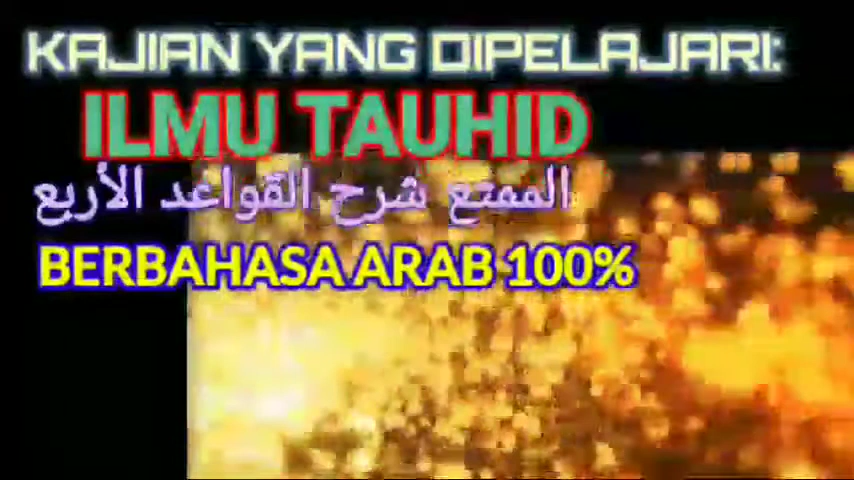 KAJIAN YANG DIPELAJARI:
ILMU TAUHID
الممتع شرح القواعد الأربع
BERBAHASA ARAB 100%